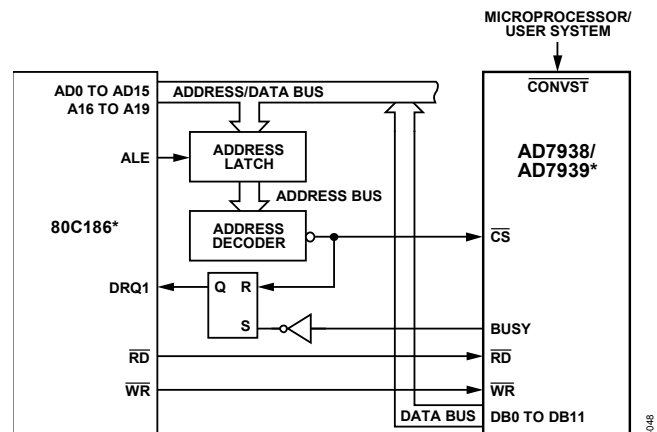 MICROPROCESSOR/
USER SYSTEM
AD0 TO AD15
A16 TO A19
ADDRESS/DATA BUS
CONVST
ALE
ADDRESS
LATCH
AD7938/
AD7939*
ADDRESS BUS
80C186*
ADDRESS
DECODER
CS
DRQ1
Q R
S
BUSY
RD
RD
WR
WR
DATA BUS
DB0 TO DB11
-048